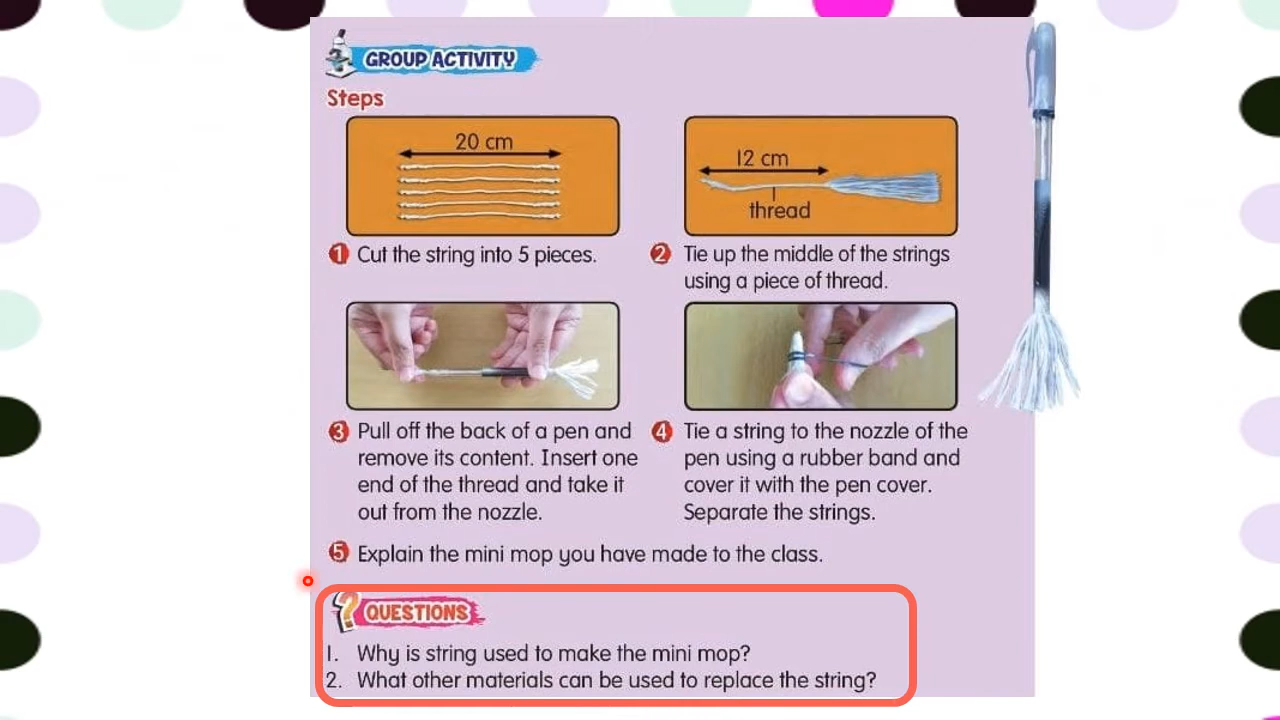 GROUP ACTIVITY
Steps
20 cm
1 Cut the string into 5 pieces.
12 cm
thread
2 Tie up the middle of the strings
using a piece of thread.
3 Pull off the back of a pen and
remove its content. Insert one
end of the thread and take it
out from the nozzle.
4 Tie a string to the nozzle of the
pen using a rubber band and
cover it with the pen cover.
Separate the strings.
5 Explain the mini mop you have made to the class.
? QUESTIONS
1. Why is string used to make the mini mop?
2. What other materials can be used to replace the string?